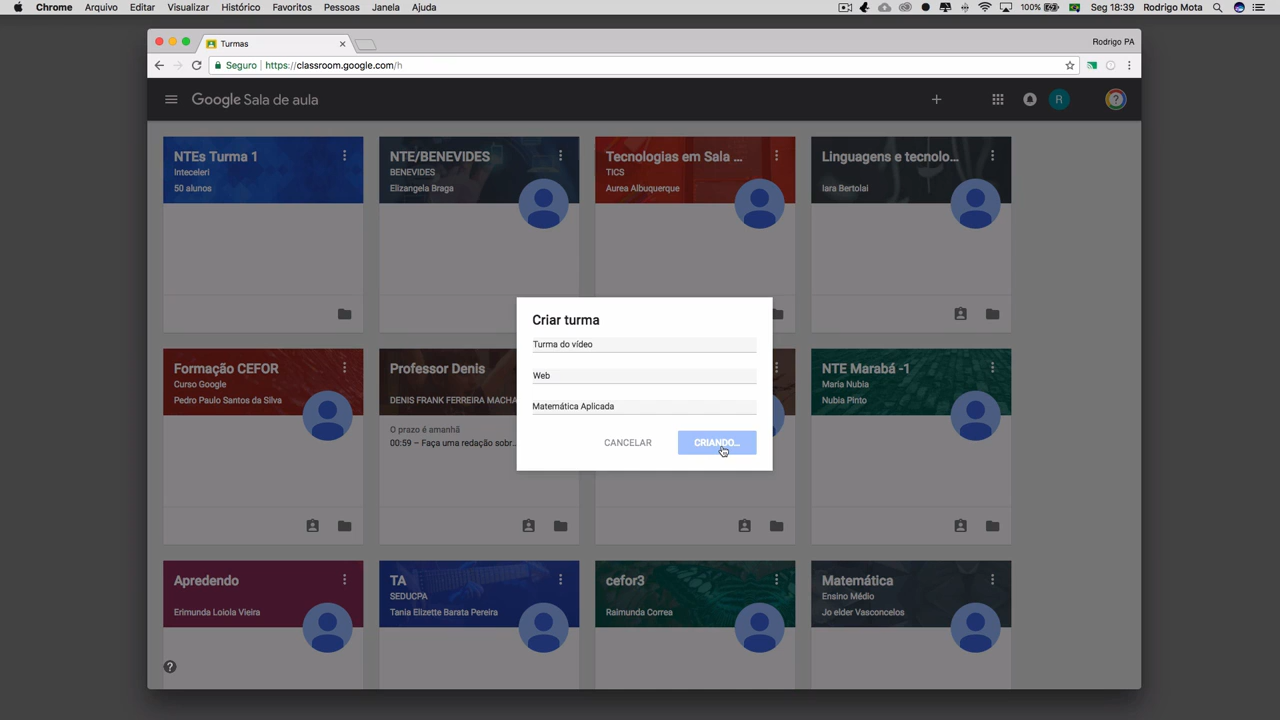 Chrome Arquivo Editar Visualizar Histórico Favoritos Pessoas Janela Ajuda 100% Seg 18:39 Rodrigo Mota
Turmas Rodrigo PA
Seguro https://classroom.google.com/h
Google Sala de aula R ?
NTEs Turma 1
Inteceleri
50 alunos
NTE/BENEVIDES
BENEVIDES
Elizangela Braga
Tecnologias em Sala ...
TICS
Aurea Albuquerque
Linguagens e tecnolo...
Iara Bertolai
Criar turma
Turma do vídeo
Web
Matemática Aplicada
CANCELAR CRIANDO...
Formação CEFOR
Curso Google
Pedro Paulo Santos da Silva
Professor Denis
DENIS FRANK FERREIRA MACHA
O prazo é amanhã
00:59 – Faça uma redação sobr...
NTE Marabá -1
Maria Nubia
Nubia Pinto
Apredendo
Erimunda Loiola Vieira
TA
SEDUCPA
Tania Elizette Barata Pereira
cefor3
Raimunda Correa
Matemática
Ensino Médio
Jo elder Vasconcelos
?